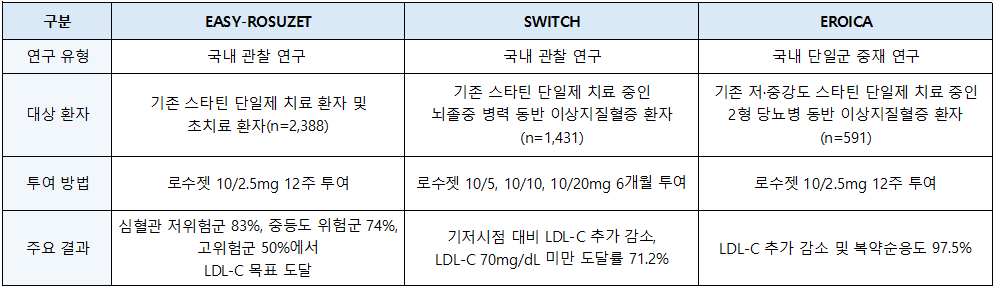 구분
EASY-ROSUZET
SWITCH
EROICA
연구 유형
국내 관찰 연구
국내 관찰 연구
국내 단일군 중재 연구
대상 환자
기존 스타틴 단일제 치료 환자 및
초치료 환자(n=2,388)
기존 스타틴 단일제 치료 중인
뇌졸중 병력 동반 이상지질혈증 환자
(n=1,431)
기존 저·중강도 스타틴 단일제 치료 중인
2형 당뇨병 동반 이상지질혈증 환자
(n=591)
투여 방법
로수젯 10/2.5mg 12주 투여
로수젯 10/5, 10/10, 10/20mg 6개월 투여
로수젯 10/2.5mg 12주 투여
주요 결과
심혈관 저위험군 83%, 중등도 위험군 74%,
고위험군 50%에서
LDL-C 목표 도달
기저시점 대비 LDL-C 추가 감소,
LDL-C 70mg/dL 미만 도달률 71.2%
LDL-C 추가 감소 및 복약순응도 97.5%